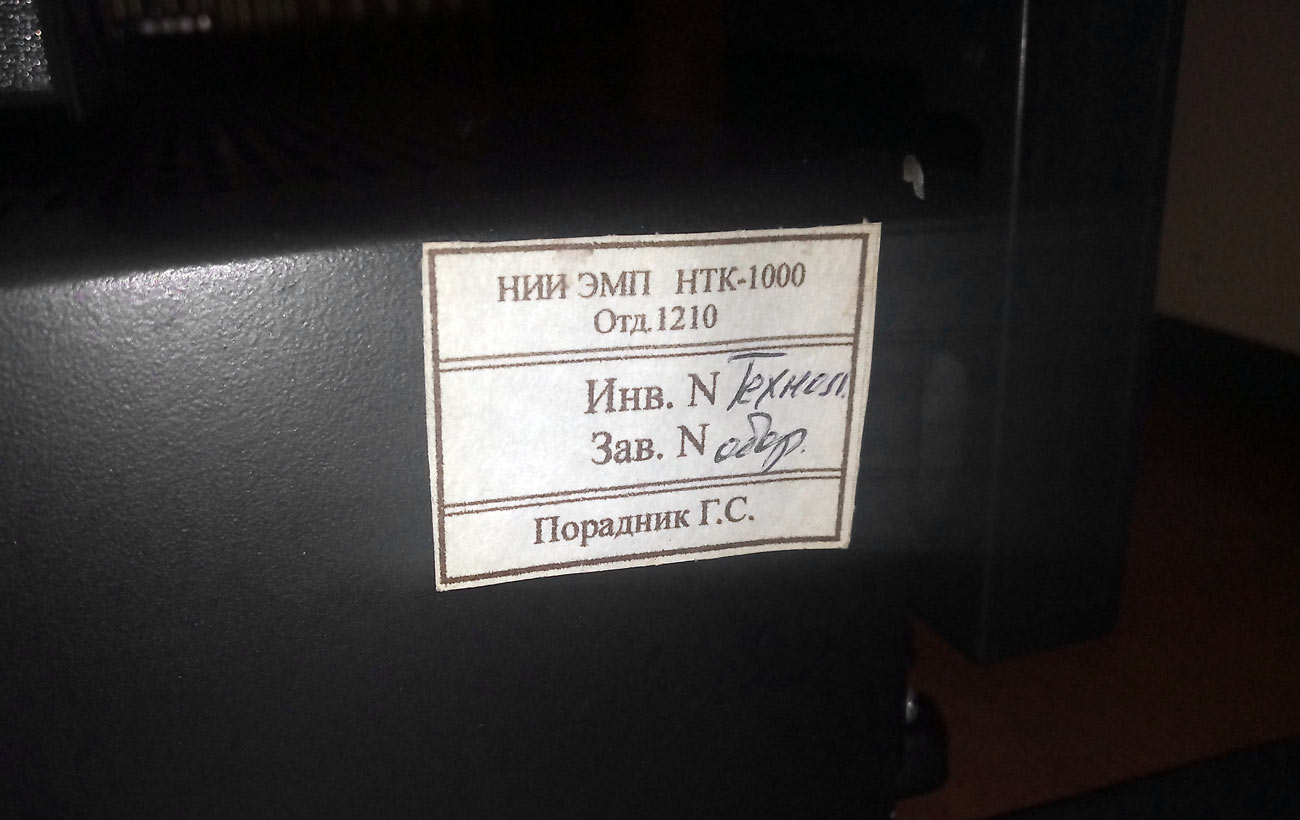 НИИ ЭМП НТК-1000
Отд.1210
Инв. N Технол.
Зав. N обор.
Порадник Г.С.